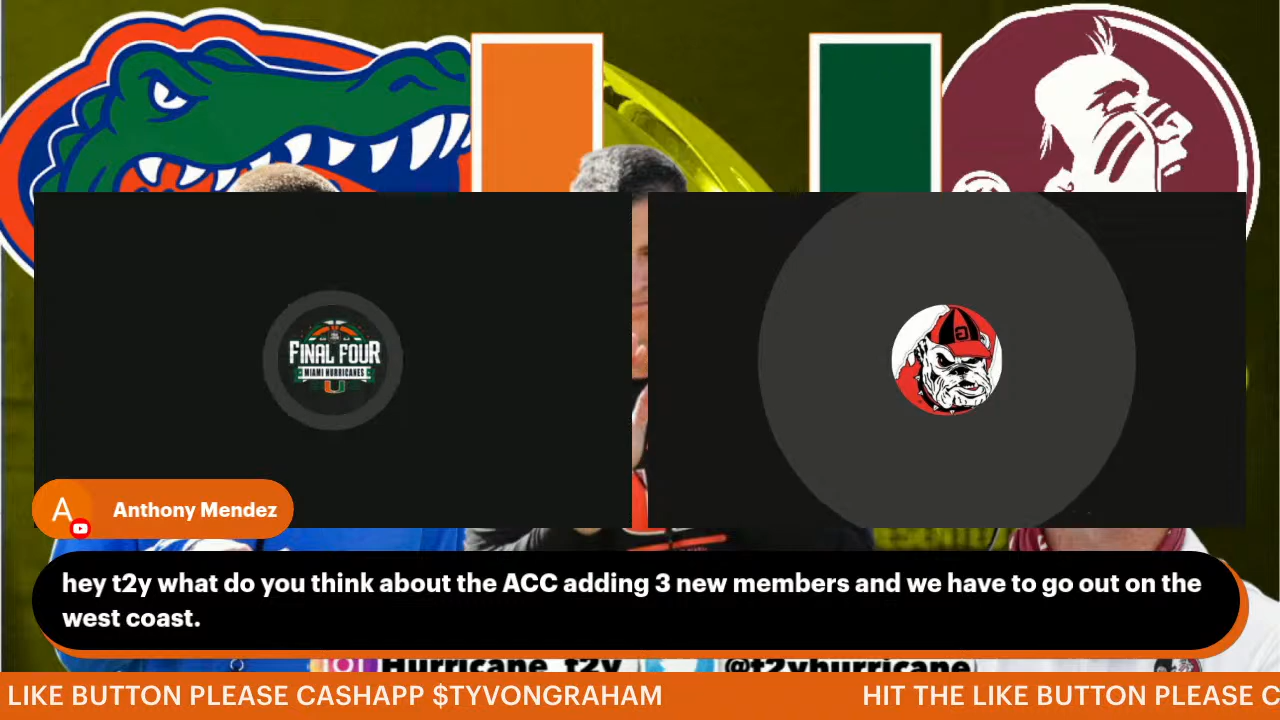 FINAL FOUR
MIAMI HURRICANES
G
A Anthony Mendez
hey t2y what do you think about the ACC adding 3 new members and we have to go out on the
west coast.
Hurricane_t2y @t2yhurricane
LIKE BUTTON PLEASE CASHAPP $TYVONGRAHAM HIT THE LIKE BUTTON PLEASE C